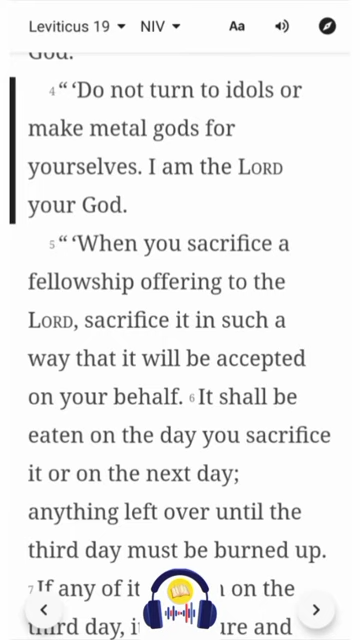 Leviticus 19 NIV Aa
God.
4 “ ‘Do not turn to idols or
make metal gods for
yourselves. I am the LORD
your God.
5 “ ‘When you sacrifice a
fellowship offering to the
LORD, sacrifice it in such a
way that it will be accepted
on your behalf. 6 It shall be
eaten on the day you sacrifice
it or on the next day;
anything left over until the
third day must be burned up.
7 If any of it on the
third day, and